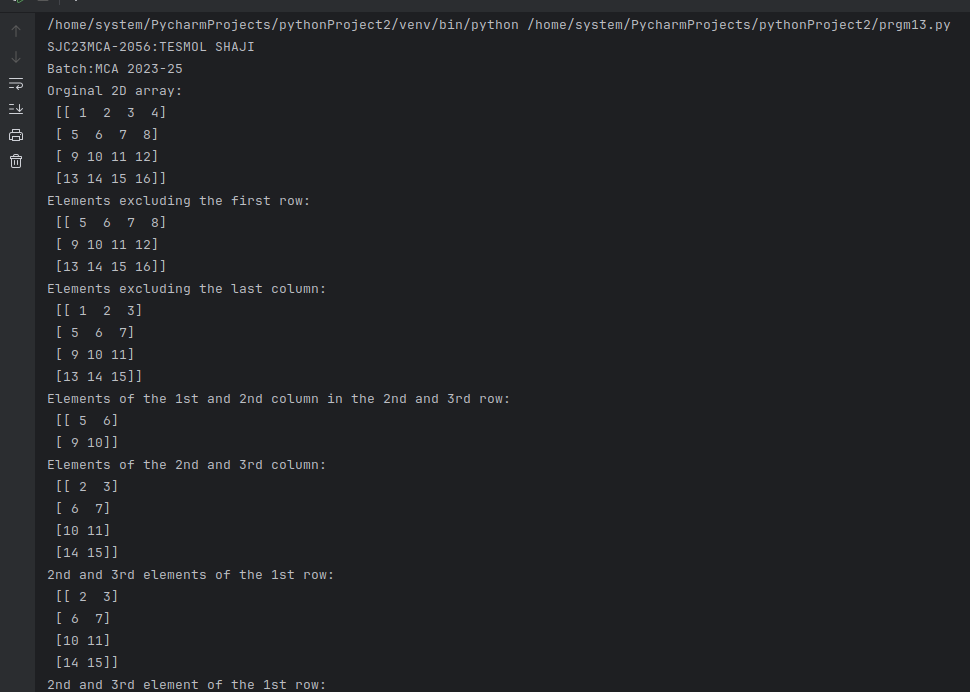 /home/system/PycharmProjects/pythonProject2/venv/bin/python /home/system/PycharmProjects/pythonProject2/prgm13.py
SJC23MCA-2056:TESMOL SHAJI
Batch:MCA 2023-25
Orginal 2D array:
 [[ 1  2  3  4]
 [ 5  6  7  8]
 [ 9 10 11 12]
 [13 14 15 16]]
Elements excluding the first row:
 [[ 5  6  7  8]
 [ 9 10 11 12]
 [13 14 15 16]]
Elements excluding the last column:
 [[ 1  2  3]
 [ 5  6  7]
 [ 9 10 11]
 [13 14 15]]
Elements of the 1st and 2nd column in the 2nd and 3rd row:
 [[ 5  6]
 [ 9 10]]
Elements of the 2nd and 3rd column:
 [[ 2  3]
 [ 6  7]
 [10 11]
 [14 15]]
2nd and 3rd elements of the 1st row:
 [[ 2  3]
 [ 6  7]
 [10 11]
 [14 15]]
2nd and 3rd element of the 1st row: